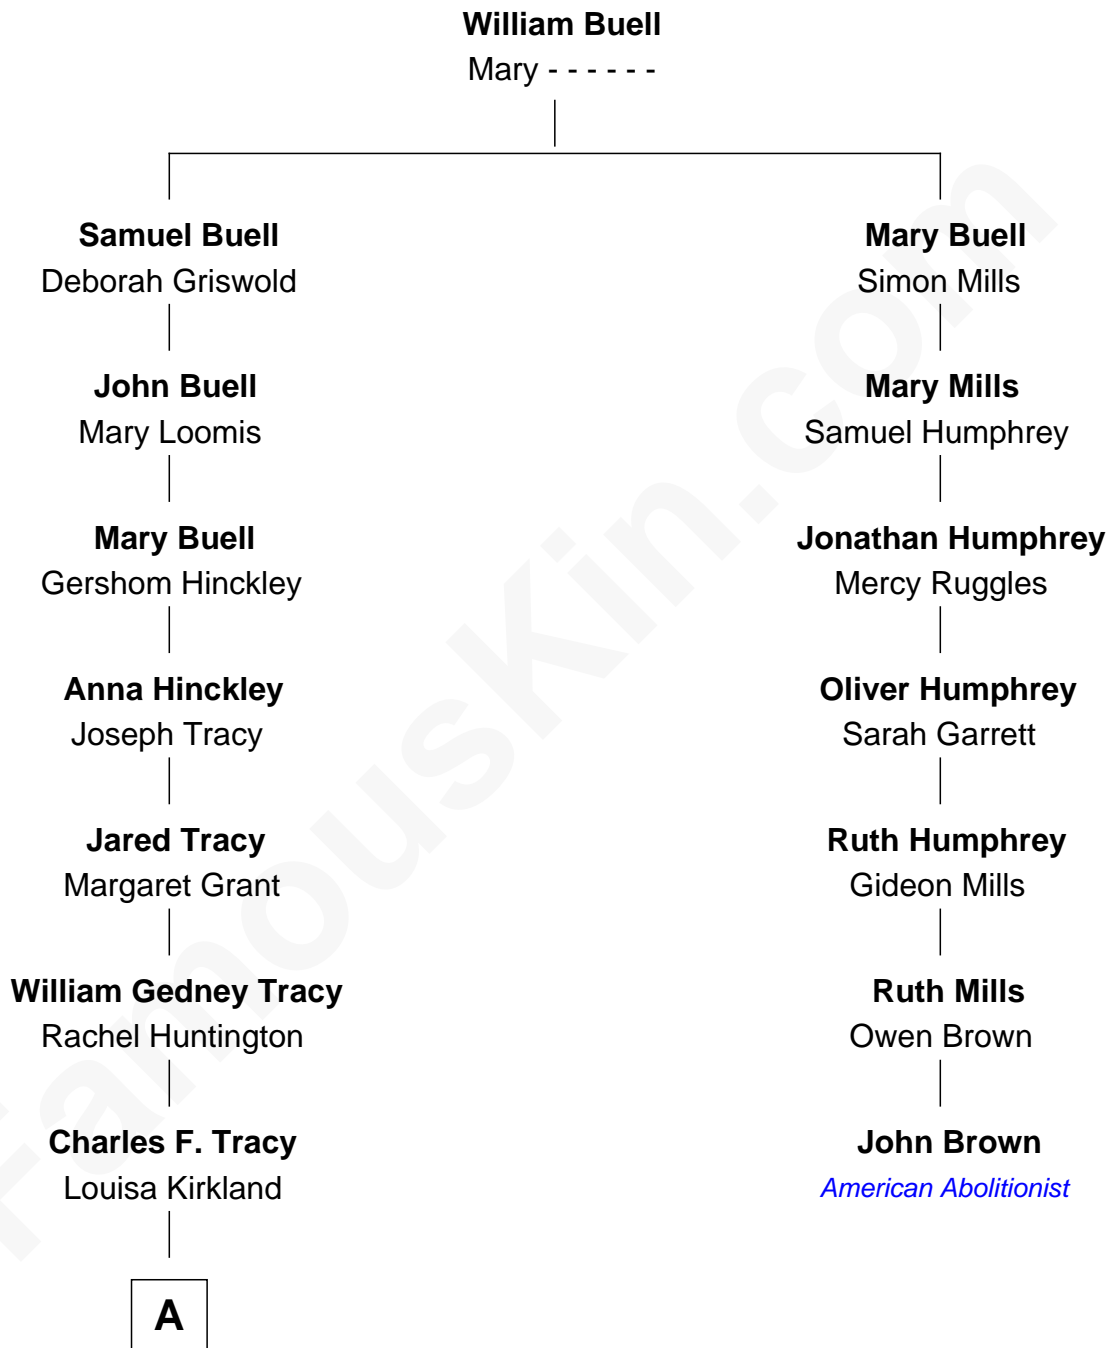 William Buell
Mary - - - - - -
Samuel Buell
Deborah Griswold
John Buell
Mary Loomis
Mary Buell
Gershom Hinckley
Anna Hinckley
Joseph Tracy
Jared Tracy
Margaret Grant
William Gedney Tracy
Rachel Huntington
Charles F. Tracy
Louisa Kirkland
A
Mary Buell
Simon Mills
Mary Mills
Samuel Humphrey
Jonathan Humphrey
Mercy Ruggles
Oliver Humphrey
Sarah Garrett
Ruth Humphrey
Gideon Mills
Ruth Mills
Owen Brown
John Brown
American Abolitionist
FamousKin.com